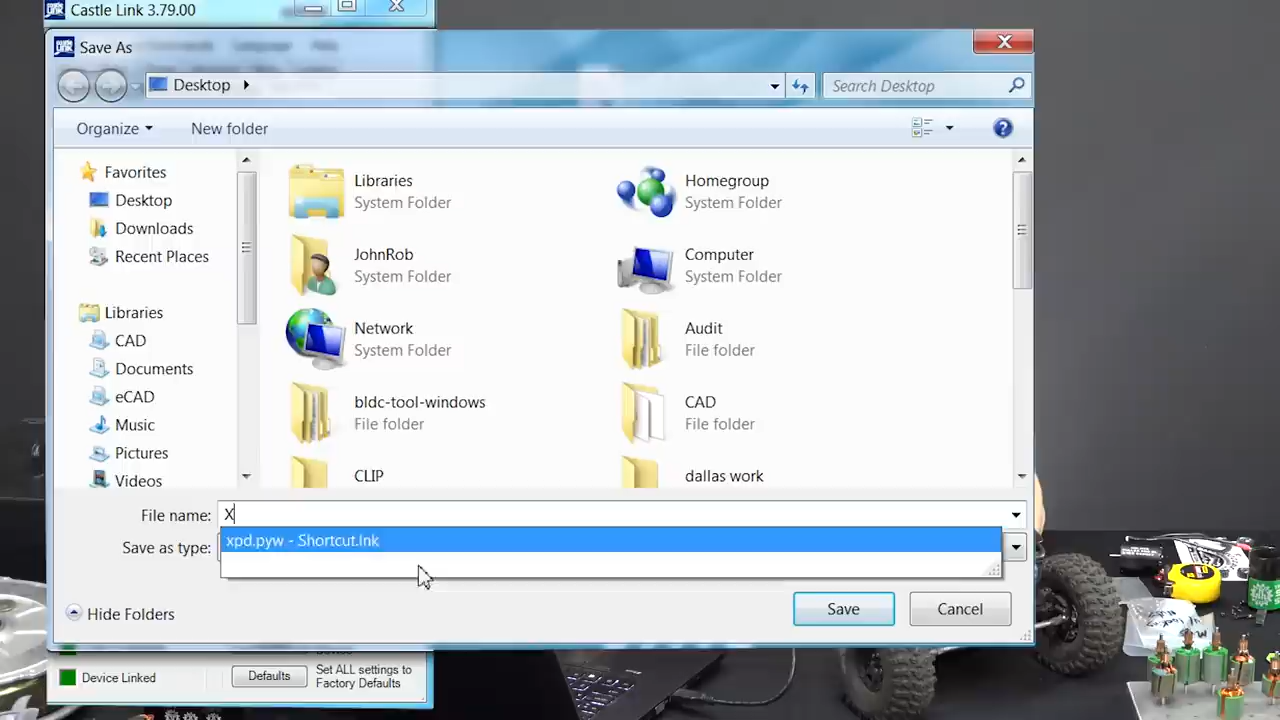 Castle Link 3.79.00
Save As
Desktop
Search Desktop
Organize
New folder
Favorites
Desktop
Downloads
Recent Places
Libraries
CAD
Documents
eCAD
Music
Pictures
Videos
Libraries
System Folder
Homegroup
System Folder
JohnRob
System Folder
Computer
System Folder
Network
System Folder
Audit
File folder
bldc-tool-windows
File folder
CAD
File folder
CLIP
dallas work
File name: X
xpd.pyw - Shortcut.lnk
Save as type:
Hide Folders
Save
Cancel
Device Linked
Defaults
Set ALL settings to
Factory Defaults